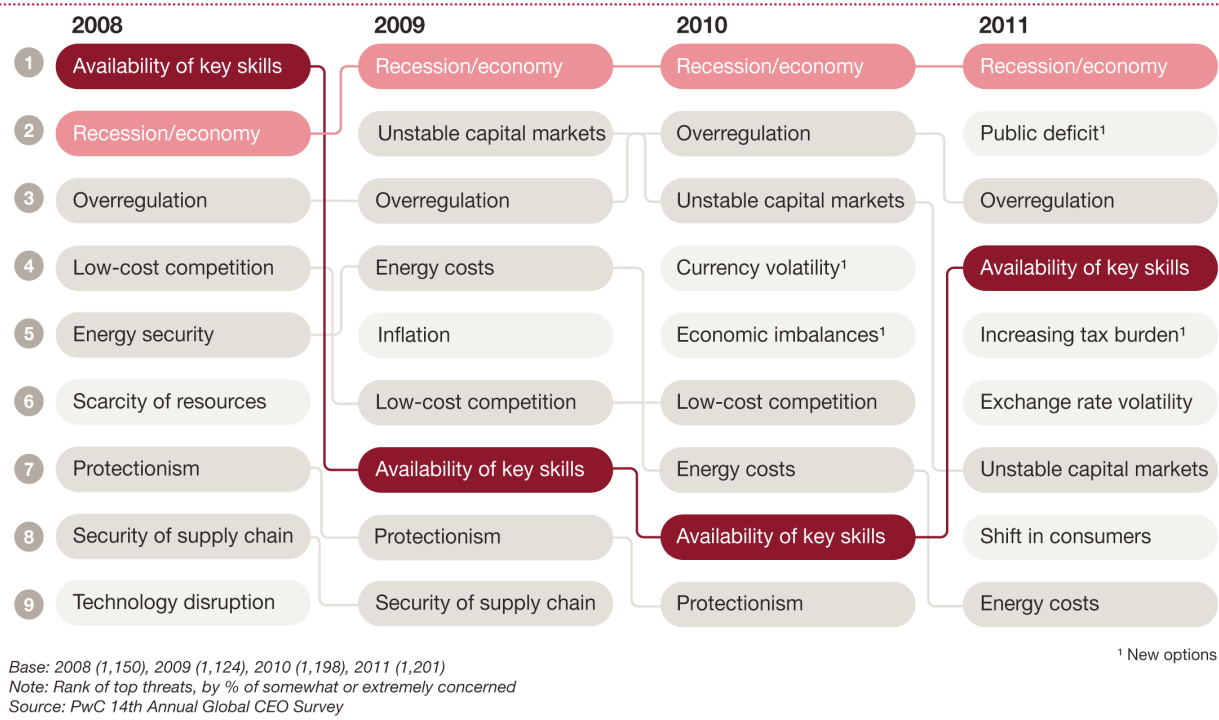 2008 2009 2010 2011
1 Availability of key skills Recession/economy Recession/economy Recession/economy
2 Recession/economy Unstable capital markets Overregulation Public deficit¹
3 Overregulation Overregulation Unstable capital markets Overregulation
4 Low-cost competition Energy costs Currency volatility¹ Availability of key skills
5 Energy security Inflation Economic imbalances¹ Increasing tax burden¹
6 Scarcity of resources Low-cost competition Low-cost competition Exchange rate volatility
7 Protectionism Availability of key skills Energy costs Unstable capital markets
8 Security of supply chain Protectionism Availability of key skills Shift in consumers
9 Technology disruption Security of supply chain Protectionism Energy costs
¹ New options
Base: 2008 (1,150), 2009 (1,124), 2010 (1,198), 2011 (1,201)
Note: Rank of top threats, by % of somewhat or extremely concerned
Source: PwC 14th Annual Global CEO Survey